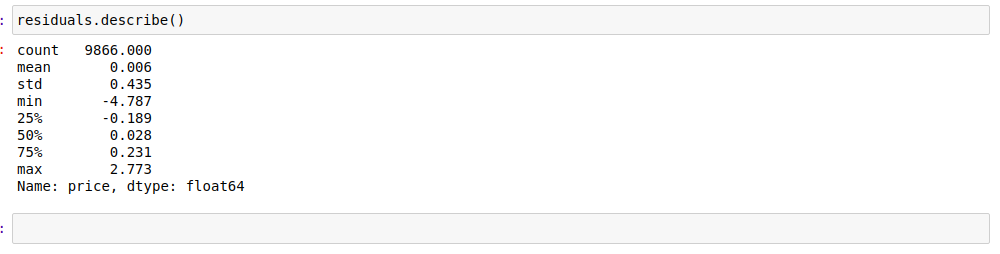 : residuals.describe()
: count   9866.000
mean       0.006
std        0.435
min       -4.787
25%       -0.189
50%        0.028
75%        0.231
max        2.773
Name: price, dtype: float64
: